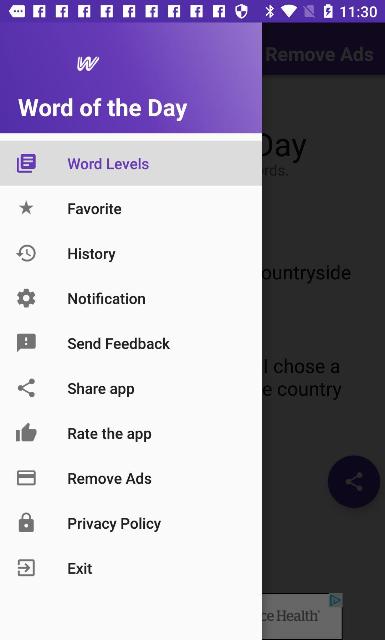 11:30
Remove Ads
W
Word of the Day
Day
rds.
Word Levels
Favorite
History
ountryside
Notification
Send Feedback
I chose a
Share app
e country
Rate the app
Remove Ads
Privacy Policy
Exit
ce Health